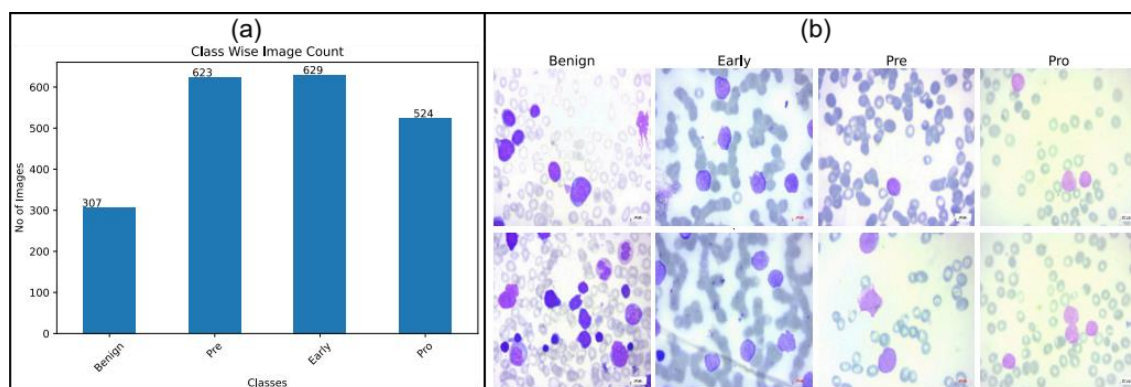 (a)
Class Wise Image Count
600
500
400
300
200
100
0
No of Images
307
623
629
524
Benign
Pre
Early
Pro
Classes
(b)
Benign
Early
Pre
Pro